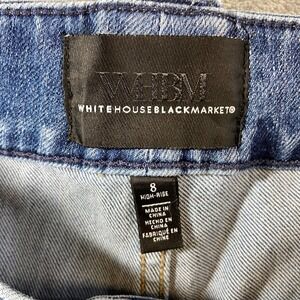 WHBM
WHITEHOUSEBLACKMARKET®
8
HIGH-RISE
MADE IN
CHINA
HECHO EN
CHINA
FABRIQUÉ EN
CHINE